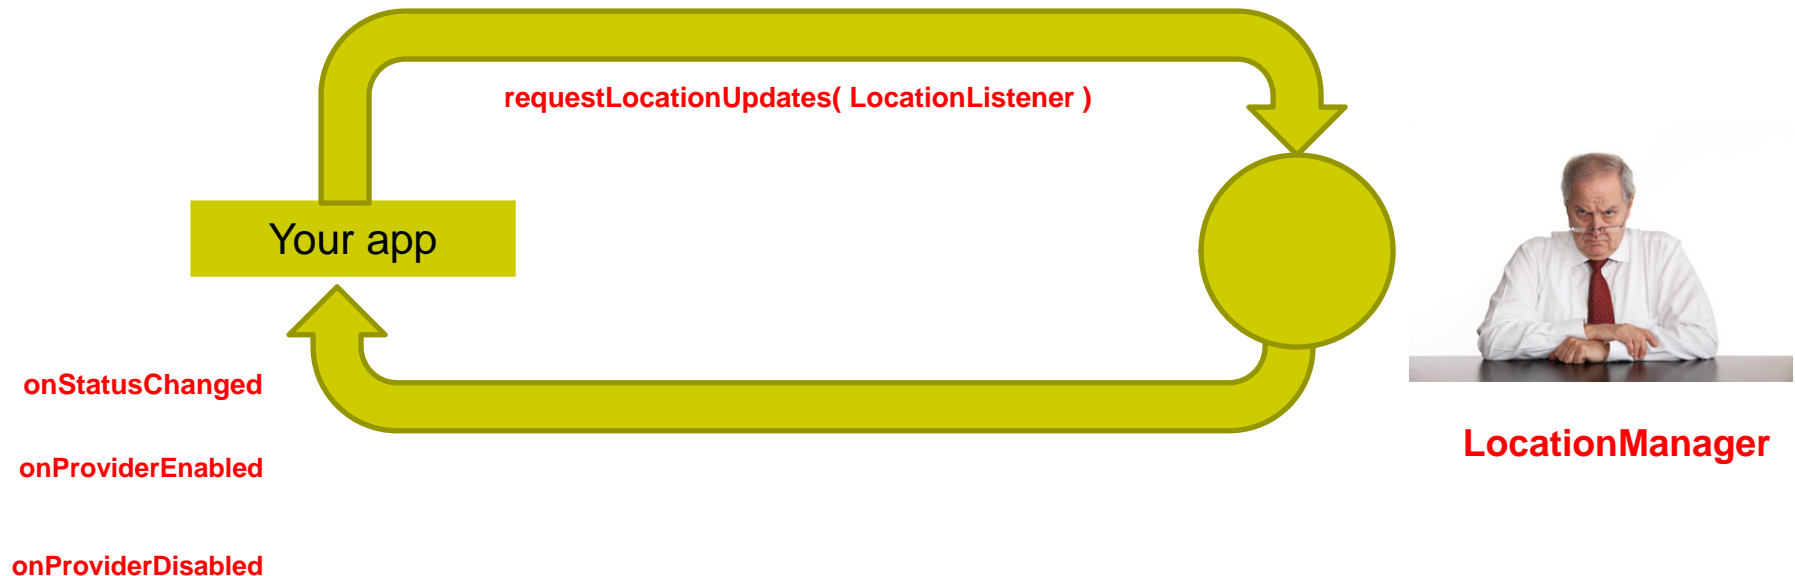 requestLocationUpdates( LocationListener )
Your app
onStatusChanged
LocationManager
onProviderEnabled
onProviderDisabled